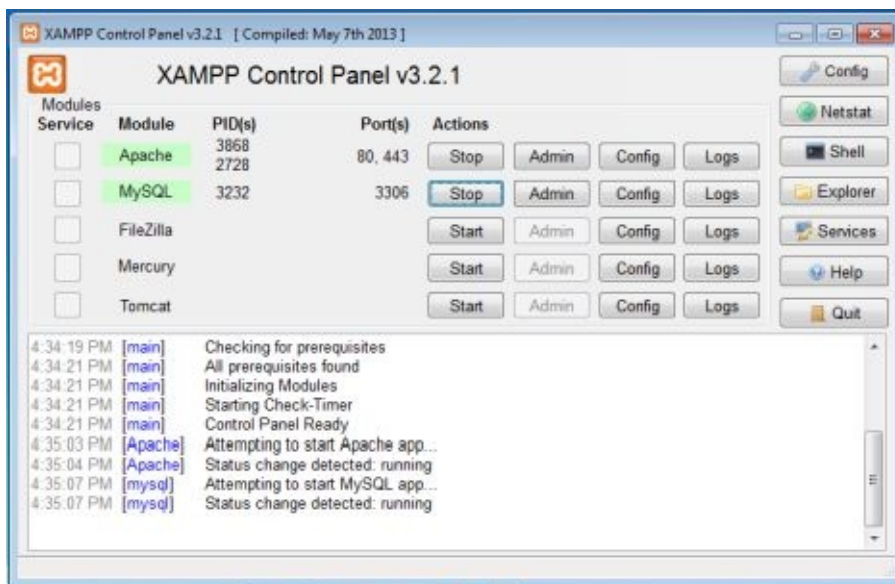 XAMPP Control Panel v3.2.1 [ Compiled: May 7th 2013 ]
XAMPP Control Panel v3.2.1
Config
Modules
Service Module PID(s) Port(s) Actions
Netstat
Apache 3868 2728 80, 443 Stop Admin Config Logs
Shell
MySQL 3232 3306 Stop Admin Config Logs
Explorer
FileZilla Start Admin Config Logs
Services
Mercury Start Admin Config Logs
Help
Tomcat Start Admin Config Logs
Quit
4:34:19 PM [main] Checking for prerequisites
4:34:21 PM [main] All prerequisites found
4:34:21 PM [main] Initializing Modules
4:34:21 PM [main] Starting Check-Timer
4:34:21 PM [main] Control Panel Ready
4:35:03 PM [Apache] Attempting to start Apache app...
4:35:04 PM [Apache] Status change detected: running
4:35:07 PM [mysql] Attempting to start MySQL app...
4:35:07 PM [mysql] Status change detected: running